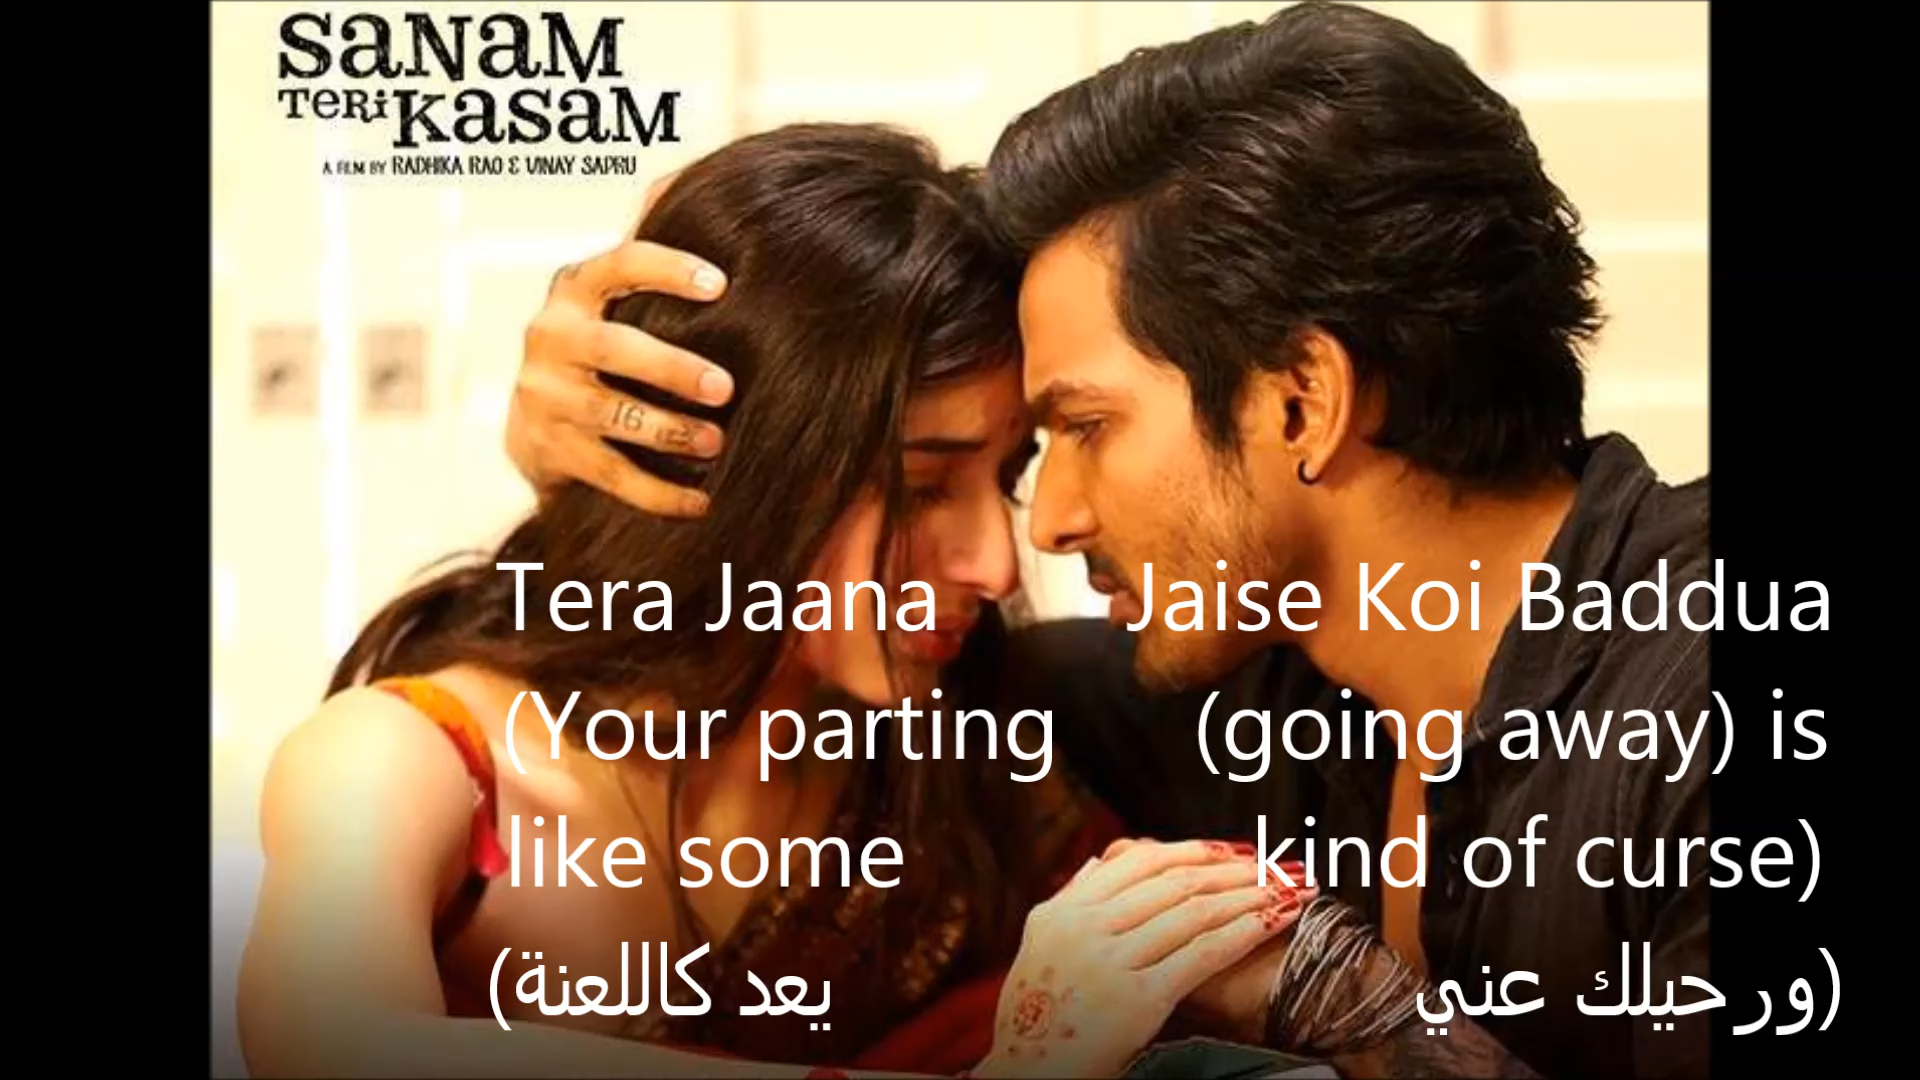 SANAM
TERI KASAM
A FILM BY RADHIKA RAO & VINAY SAPRU
16
Tera Jaana Jaise Koi Baddua
(Your parting (going away) is
like some kind of curse)
(ورحيلك عني يعد كاللعنة)